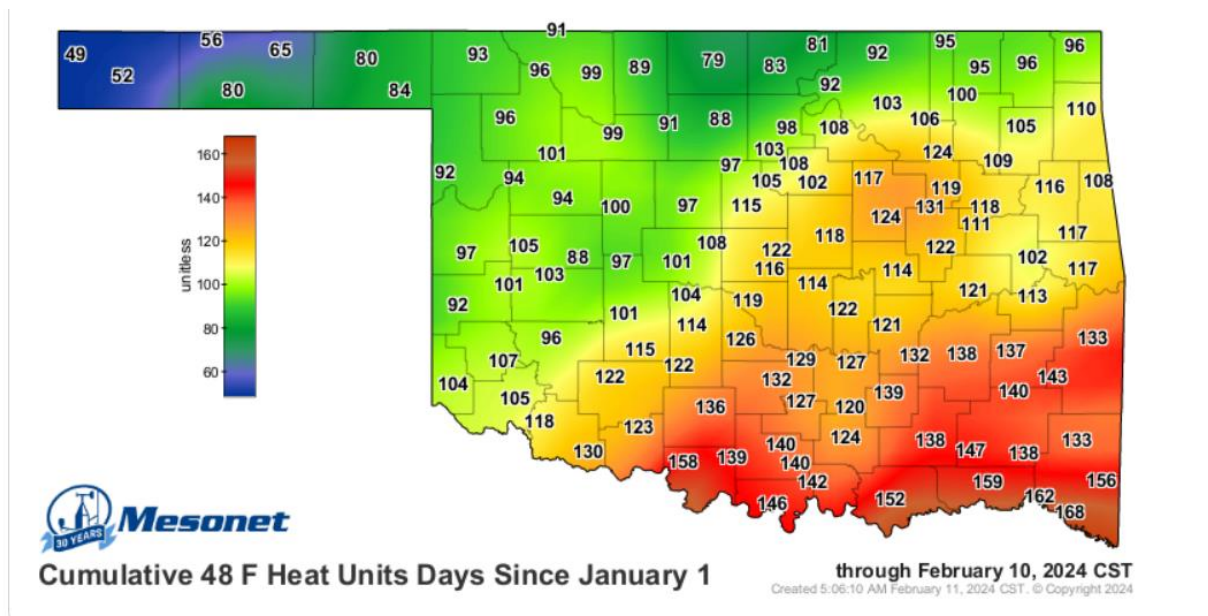 91
49 56 65 80 93 81 92 95 96
52 80 84 96 99 89 79 83 92 95 96
96 99 91 88 98 108 103 106 100 105 110
160
101 97 103 108 124 109
140
92 94 94 100 97 115 105 102 117 119 131 118 116 108
120
unitless
97 105 88 97 101 108 122 118 124 122 111 102 117
100
101 103 116 114 114 121 113 117
80
92 101 104 119 122 121
60
96 114 126 132 138 137 133
107 115 122 129 127 143
104 105 122 132 139 140
118 123 136 127 120
130 140 124 138 147 138 133
158 139 140 142 159 156
146 152 162 168
30 YEARS
Mesonet
Cumulative 48 F Heat Units Days Since January 1
through February 10, 2024 CST
Created 5:06:10 AM February 11, 2024 CST. © Copyright 2024